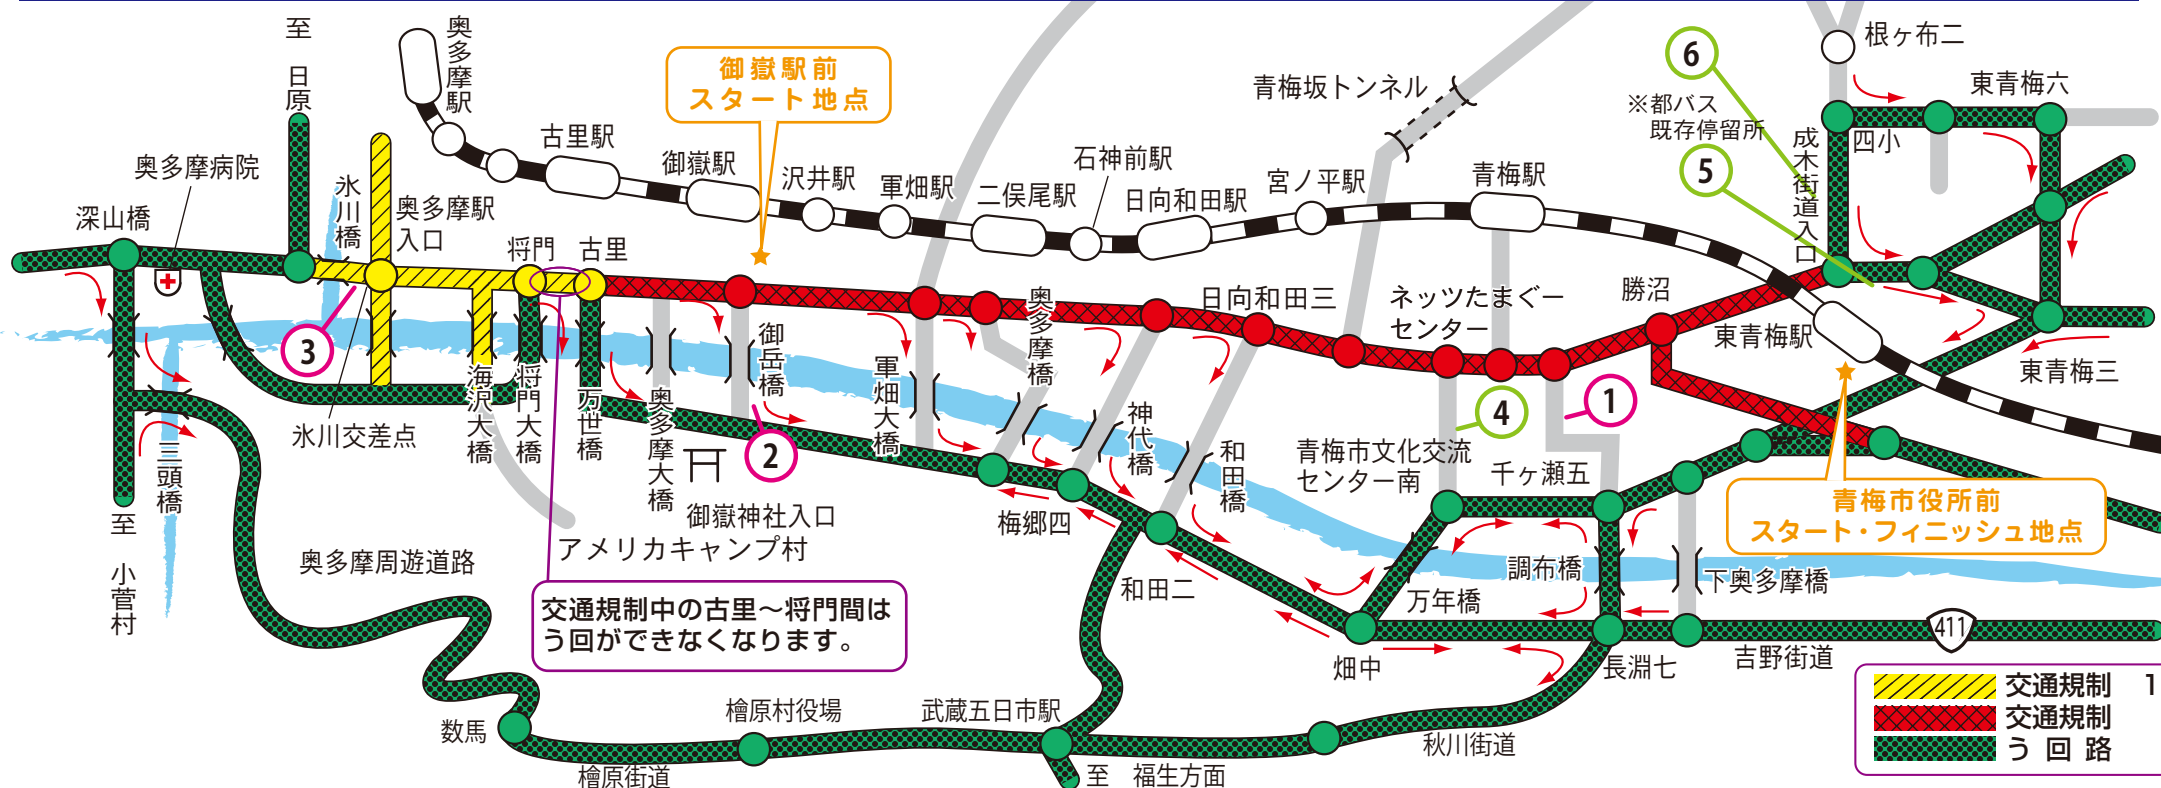 至 日原
奥多摩駅
御嶽駅前
スタート地点
古里駅
御嶽駅
沢井駅
軍畑駅
二俣尾駅
石神前駅
日向和田駅
宮ノ平駅
青梅坂トンネル
青梅駅
6
※都バス
既存停留所
5
根ヶ布二
東青梅六
四小
成木街道入口
奥多摩病院
深山橋
氷川橋
奥多摩駅
入口
将門
古里
日向和田三
ネッツたまぐー
センター
勝沼
東青梅駅
東青梅三
3
氷川交差点
海沢大橋
将門大橋
万世橋
奥多摩大橋
御岳橋
2
軍畑大橋
奥多摩橋
神代橋
和田橋
4
1
三頭橋
至 小菅村
御嶽神社入口
アメリカキャンプ村
梅郷四
和田二
青梅市文化交流
センター南
千ヶ瀬五
青梅市役所前
スタート・フィニッシュ地点
奥多摩周遊道路
交通規制中の古里～将門間は
う回ができなくなります。
万年橋
調布橋
下奥多摩橋
411
畑中
長淵七
吉野街道
数馬
檜原村役場
武蔵五日市駅
秋川街道
檜原街道
至 福生方面
交通規制 1
交通規制
う回路